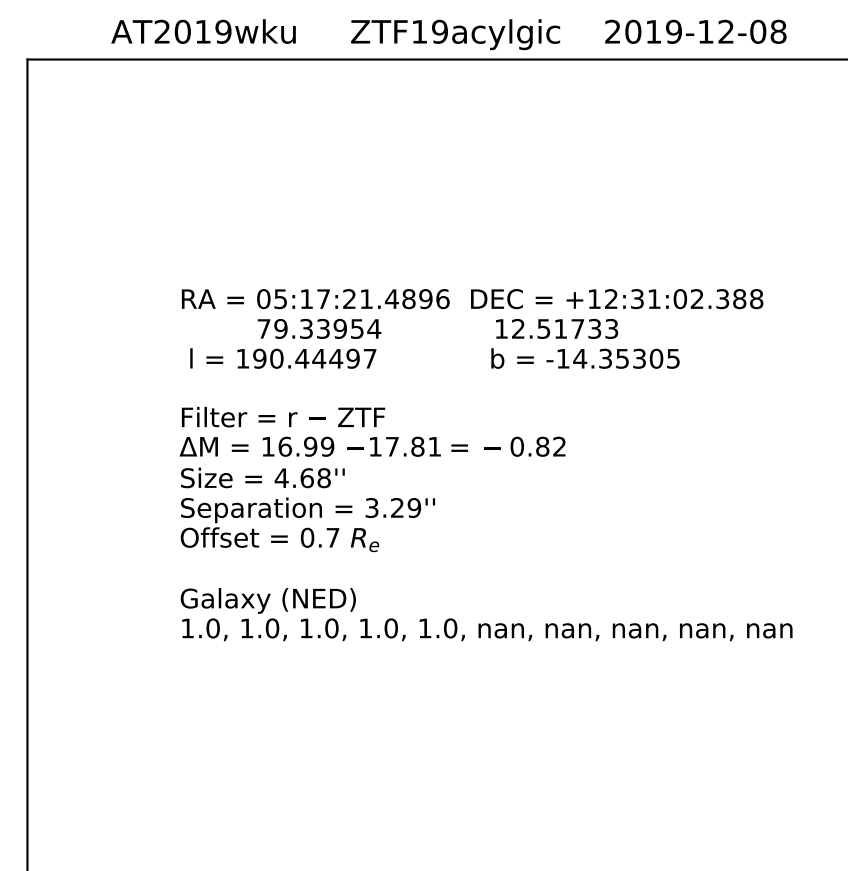 AT2019wku ZTF19acylgic 2019-12-08
RA = 05:17:21.4896 DEC = +12:31:02.388
79.33954 12.51733
l = 190.44497 b = -14.35305
Filter = r − ZTF
ΔM = 16.99 −17.81 = − 0.82
Size = 4.68''
Separation = 3.29''
Offset = 0.7 Rₑ
Galaxy (NED)
1.0, 1.0, 1.0, 1.0, 1.0, nan, nan, nan, nan, nan